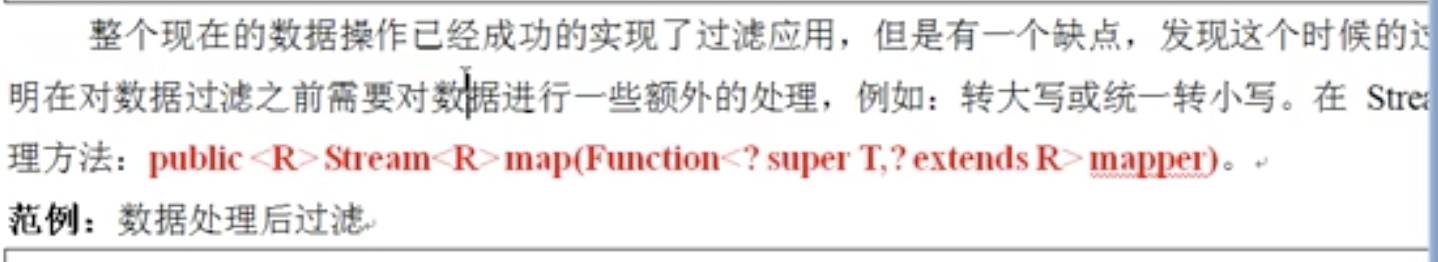 整个现在的数据操作已经成功的实现了过滤应用，但是有一个缺点，发现这个时候的过
明在对数据过滤之前需要对数据进行一些额外的处理，例如：转大写或统一转小写。在 Strea
理方法：public <R> Stream<R> map(Function<? super T,? extends R> mapper)。
范例：数据处理后过滤